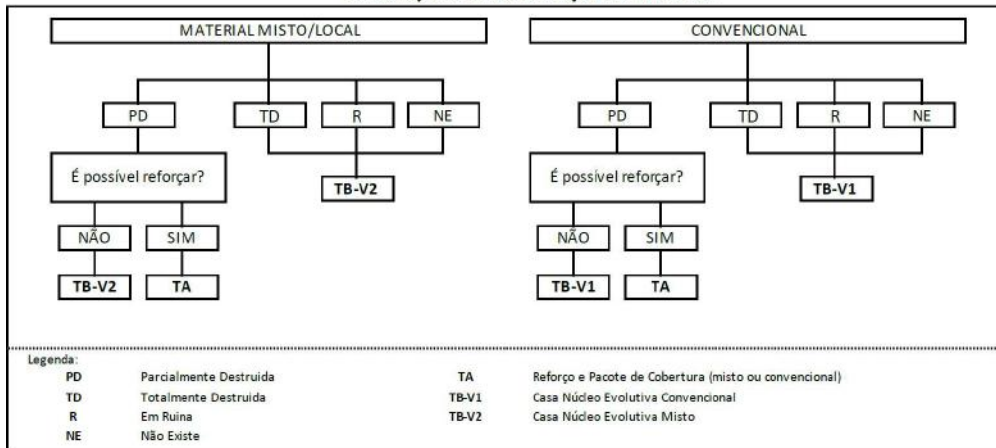 MATERIAL MISTO/LOCAL
PD
TD
R
NE
É possível reforçar?
TB-V2
NÃO
SIM
TB-V2
TA
CONVENCIONAL
PD
TD
R
NE
É possível reforçar?
TB-V1
NÃO
SIM
TB-V1
TA
Legenda:
PD Parcialmente Destruida
TD Totalmente Destruida
R Em Ruina
NE Não Existe
TA Reforço e Pacote de Cobertura (misto ou convencional)
TB-V1 Casa Núcleo Evolutiva Convencional
TB-V2 Casa Núcleo Evolutiva Misto